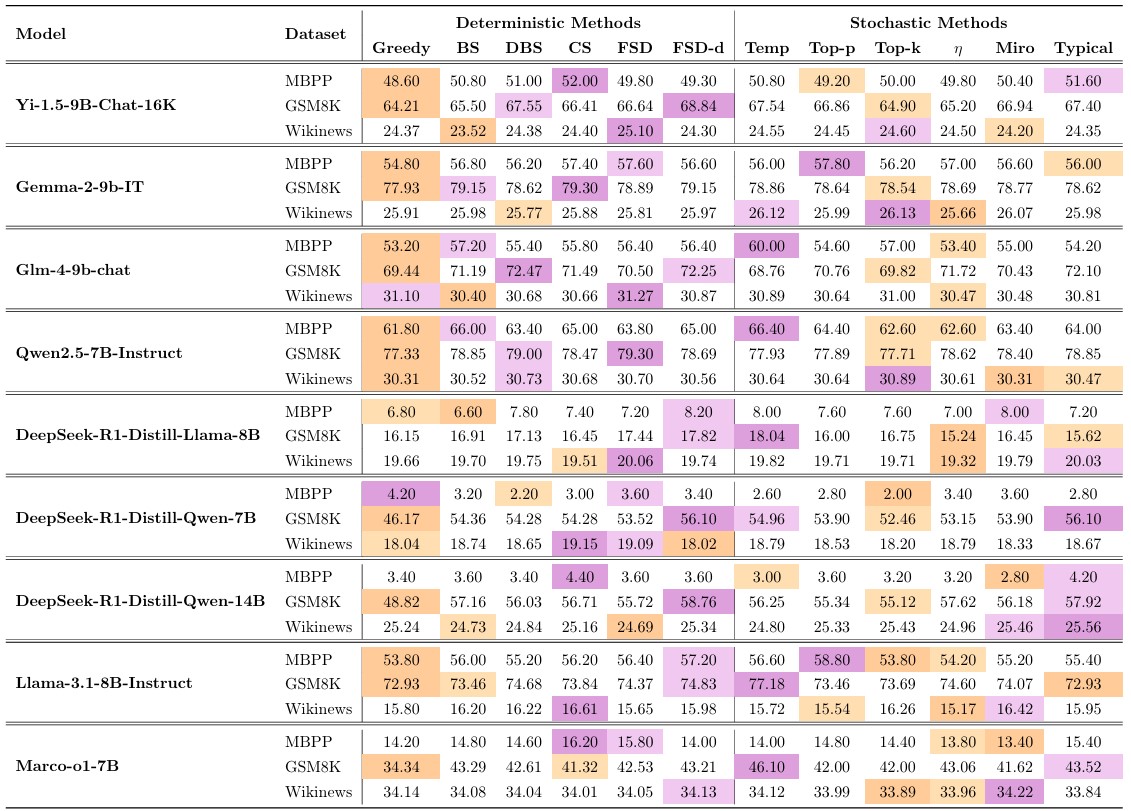 Model Dataset Deterministic Methods Stochastic Methods
Greedy BS DBS CS FSD FSD-d Temp Top-p Top-k η Miro Typical
MBPP 48.60 50.80 51.00 52.00 49.80 49.30 50.80 49.20 50.00 49.80 50.40 51.60
Yi-1.5-9B-Chat-16K GSM8K 64.21 65.50 67.55 66.41 66.64 68.84 67.54 66.86 64.90 65.20 66.94 67.40
Wikinews 24.37 23.52 24.38 24.40 25.10 24.30 24.55 24.45 24.60 24.50 24.20 24.35
MBPP 54.80 56.80 56.20 57.40 57.60 56.60 56.00 57.80 56.20 57.00 56.60 56.00
Gemma-2-9b-IT GSM8K 77.93 79.15 78.62 79.30 78.89 79.15 78.86 78.64 78.54 78.69 78.77 78.62
Wikinews 25.91 25.98 25.77 25.88 25.81 25.97 26.12 25.99 26.13 25.66 26.07 25.98
MBPP 53.20 57.20 55.40 55.80 56.40 56.40 60.00 54.60 57.00 53.40 55.00 54.20
Glm-4-9b-chat GSM8K 69.44 71.19 72.47 71.49 70.50 72.25 68.76 70.76 69.82 71.72 70.43 72.10
Wikinews 31.10 30.40 30.68 30.66 31.27 30.87 30.89 30.64 31.00 30.47 30.48 30.81
MBPP 61.80 66.00 63.40 65.00 63.80 65.00 66.40 64.40 62.60 62.60 63.40 64.00
Qwen2.5-7B-Instruct GSM8K 77.33 78.85 79.00 78.47 79.30 78.69 77.93 77.89 77.71 78.62 78.40 78.85
Wikinews 30.31 30.52 30.73 30.68 30.70 30.56 30.64 30.64 30.89 30.61 30.31 30.47
MBPP 6.80 6.60 7.80 7.40 7.20 8.20 8.00 7.60 7.60 7.00 8.00 7.20
DeepSeek-R1-Distill-Llama-8B GSM8K 16.15 16.91 17.13 16.45 17.44 17.82 18.04 16.00 16.75 15.24 16.45 15.62
Wikinews 19.66 19.70 19.75 19.51 20.06 19.74 19.82 19.71 19.71 19.32 19.79 20.03
MBPP 4.20 3.20 2.20 3.00 3.60 3.40 2.60 2.80 2.00 3.40 3.60 2.80
DeepSeek-R1-Distill-Qwen-7B GSM8K 46.17 54.36 54.28 54.28 53.52 56.10 54.96 53.90 52.46 53.15 53.90 56.10
Wikinews 18.04 18.74 18.65 19.15 19.09 18.02 18.79 18.53 18.20 18.79 18.33 18.67
MBPP 3.40 3.60 3.40 4.40 3.60 3.60 3.00 3.60 3.20 3.20 2.80 4.20
DeepSeek-R1-Distill-Qwen-14B GSM8K 48.82 57.16 56.03 56.71 55.72 58.76 56.25 55.34 55.12 57.62 56.18 57.92
Wikinews 25.24 24.73 24.84 25.16 24.69 25.34 24.80 25.33 25.43 24.96 25.46 25.56
MBPP 53.80 56.00 55.20 56.20 56.40 57.20 56.60 58.80 53.80 54.20 55.20 55.40
Llama-3.1-8B-Instruct GSM8K 72.93 73.46 74.68 73.84 74.37 74.83 77.18 73.46 73.69 74.60 74.07 72.93
Wikinews 15.80 16.20 16.22 16.61 15.65 15.98 15.72 15.54 16.26 15.17 16.42 15.95
MBPP 14.20 14.80 14.60 16.20 15.80 14.00 14.00 14.80 14.40 13.80 13.40 15.40
Marco-o1-7B GSM8K 34.34 43.29 42.61 41.32 42.53 43.21 46.10 42.00 42.00 43.06 41.62 43.52
Wikinews 34.14 34.08 34.04 34.01 34.05 34.13 34.12 33.99 33.89 33.96 34.22 33.84